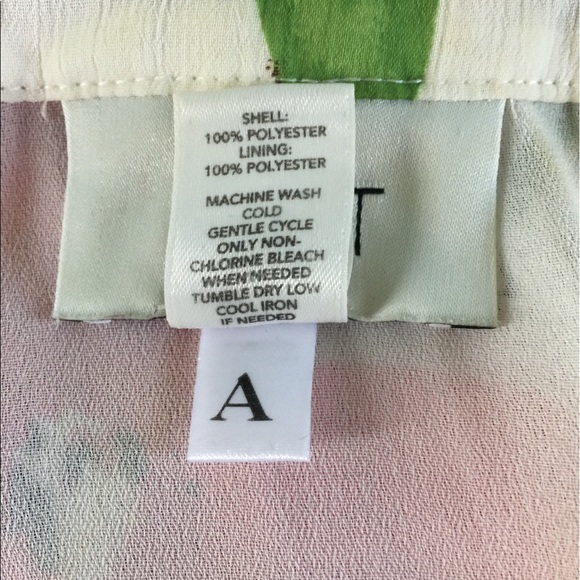 SHELL:
100% POLYESTER
LINING:
100% POLYESTER
MACHINE WASH
COLD
GENTLE CYCLE
ONLY NON-
CHLORINE BLEACH
WHEN NEEDED
TUMBLE DRY LOW
COOL IRON
IF NEEDED
T
A